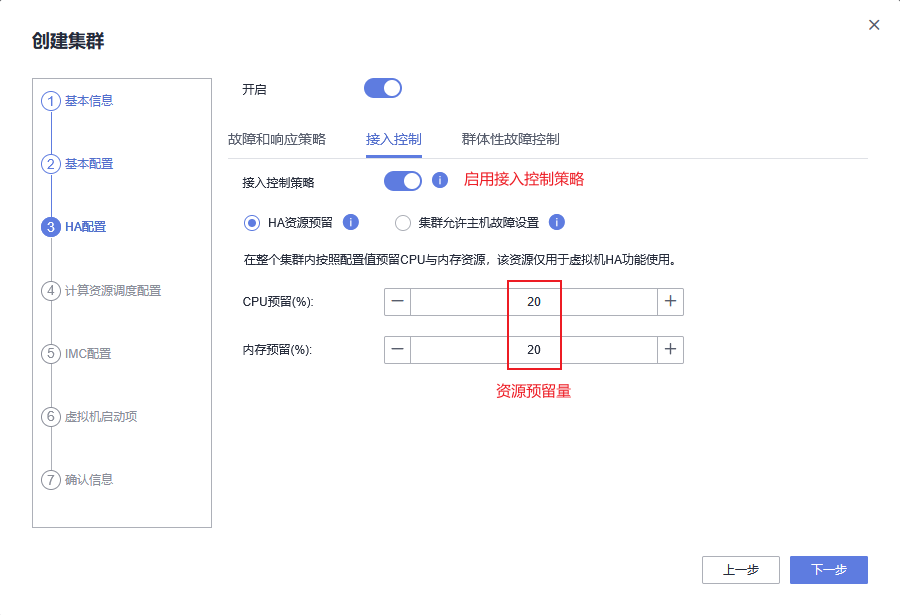 创建集群
1 基本信息
2 基本配置
3 HA配置
4 计算资源调度配置
5 IMC配置
6 虚拟机启动项
7 确认信息
开启
故障和响应策略 接入控制 群体性故障控制
接入控制策略 i 启用接入控制策略
HA资源预留 i 集群允许主机故障设置 i
在整个集群内按照配置值预留CPU与内存资源，该资源仅用于虚拟机HA功能使用。
CPU预留(%): — 20 +
内存预留(%): — 20 +
资源预留量
上一步 下一步